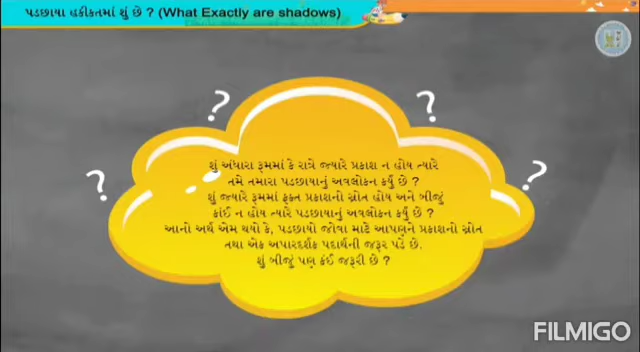 પડછાયા હકીકતમાં શું છે ? (What Exactly are shadows)
? ?
? ?
શું અંધારા રૂમમાં કે રાત્રે જ્યારે પ્રકાશ ન હોય ત્યારે
તમે તમારા પડછાયાનું અવલોકન કર્યું છે ?
શું જ્યારે રૂમમાં ફક્ત પ્રકાશનો સ્રોત હોય અને બીજું
કાંઈ ન હોય ત્યારે પડછાયાનું અવલોકન કર્યું છે ?
આનો અર્થ એમ થયો કે, પડછાયો જોવા માટે આપણને પ્રકાશનો સ્રોત
તથા એક અપારદર્શક પદાર્થની જરૂર પડે છે.
શું બીજું પણ કંઈ જરૂરી છે ?
FILMIGO